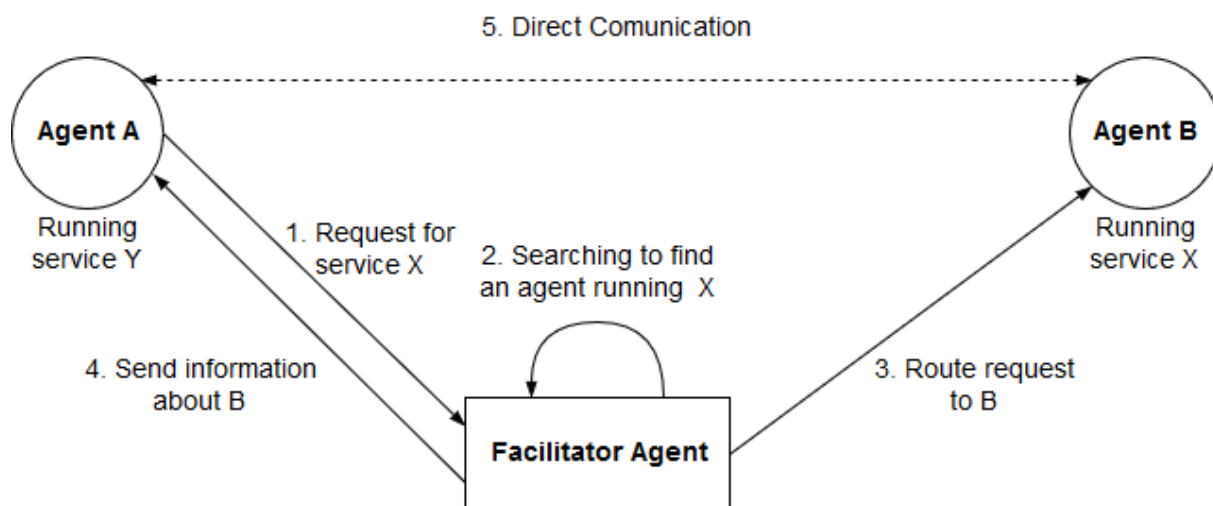 5. Direct Comunication
Agent A
Agent B
Running
service Y
1. Request for
service X
2. Searching to find
an agent running X
Running
service X
4. Send information
about B
3. Route request
to B
Facilitator Agent